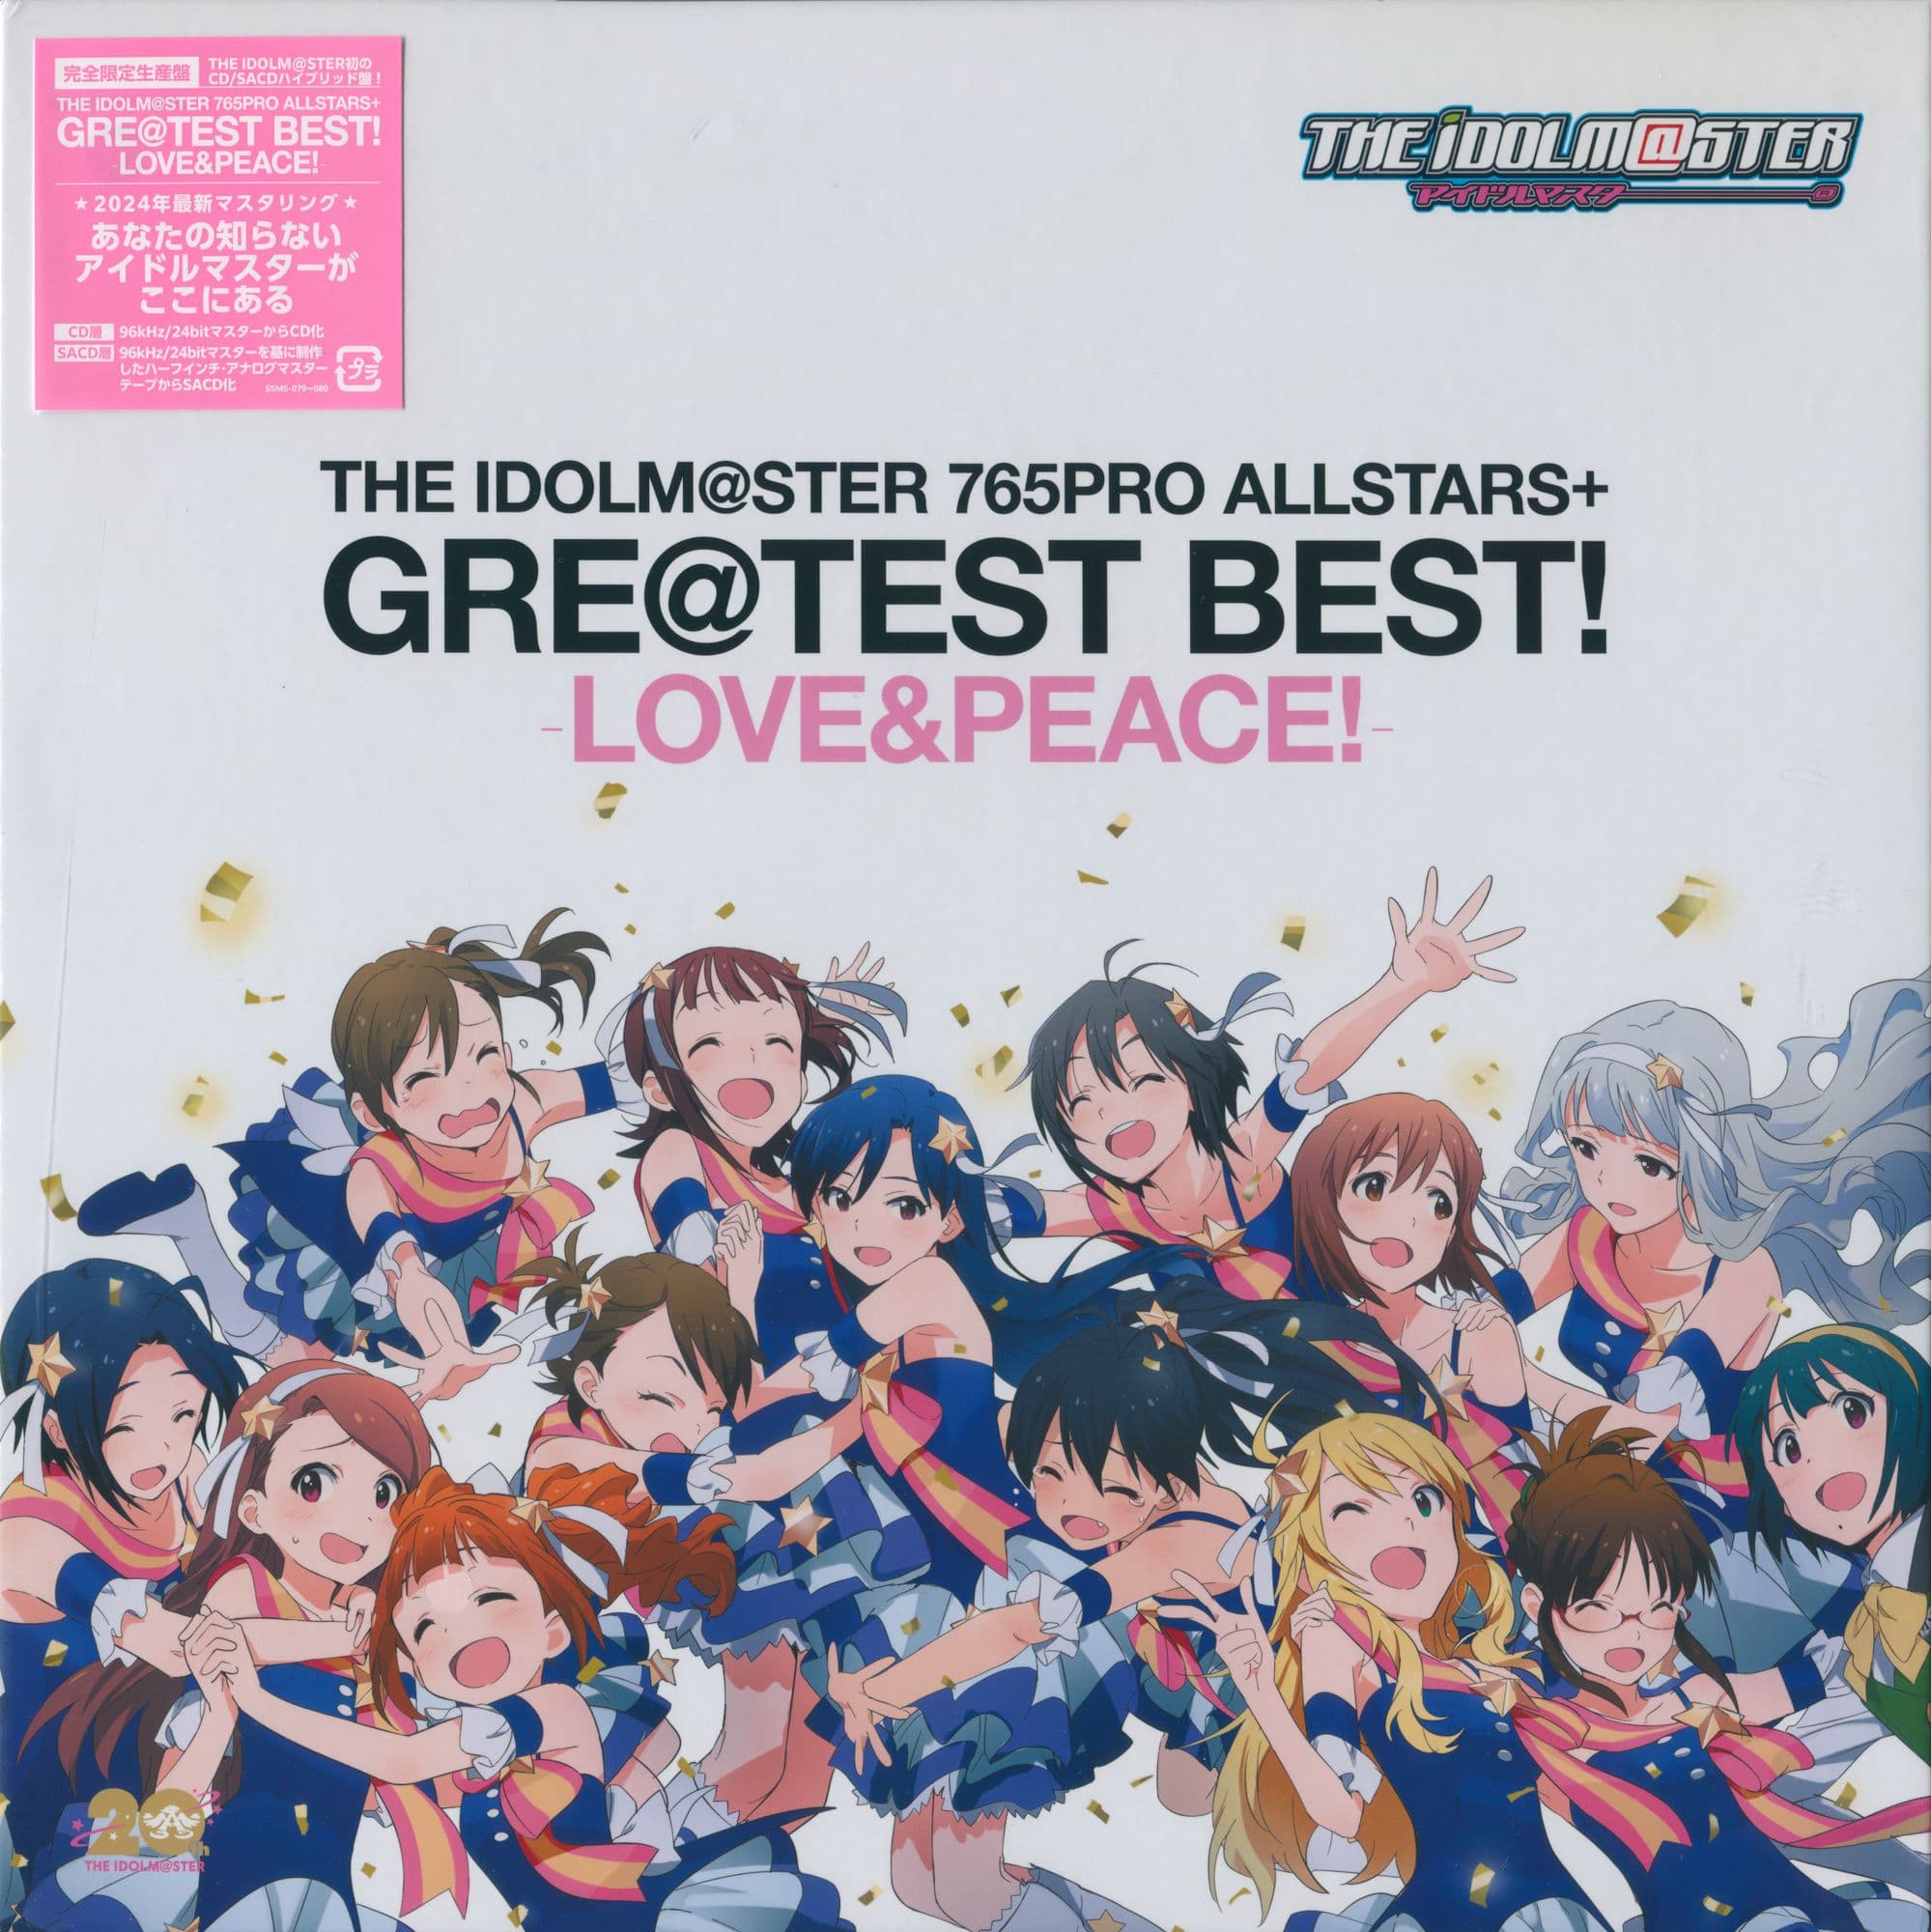 完全限定生産盤
THE IDOLM@STER初の
CD/SACDハイブリッド盤!
THE IDOLM@STER 765PRO ALLSTARS+
GRE@TEST BEST!
-LOVE&PEACE!-
★2024年最新マスタリング★
あなたの知らない
アイドルマスターが
ここにある
CD層 96kHz/24bitマスターからCD化
SACD層 96kHz/24bitマスターを基に制作
したハーフインチ・アナログマスター
テープからSACD化
SSMS-079~080
プラ
THE iDOLM@STER
アイドルマスター
THE IDOLM@STER 765PRO ALLSTARS+
GRE@TEST BEST!
-LOVE&PEACE!-
20th
THE IDOLM@STER